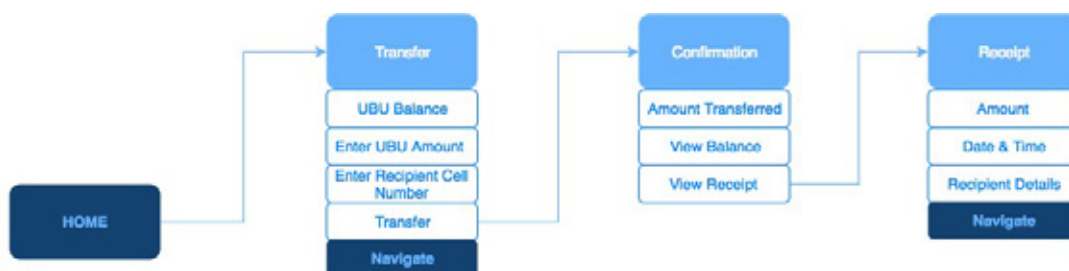 HOME
Transfer
UBU Balance
Enter UBU Amount
Enter Recipient Cell
Number
Transfer
Navigate
Confirmation
Amount Transferred
View Balance
View Receipt
Receipt
Amount
Date & Time
Recipient Details
Navigate